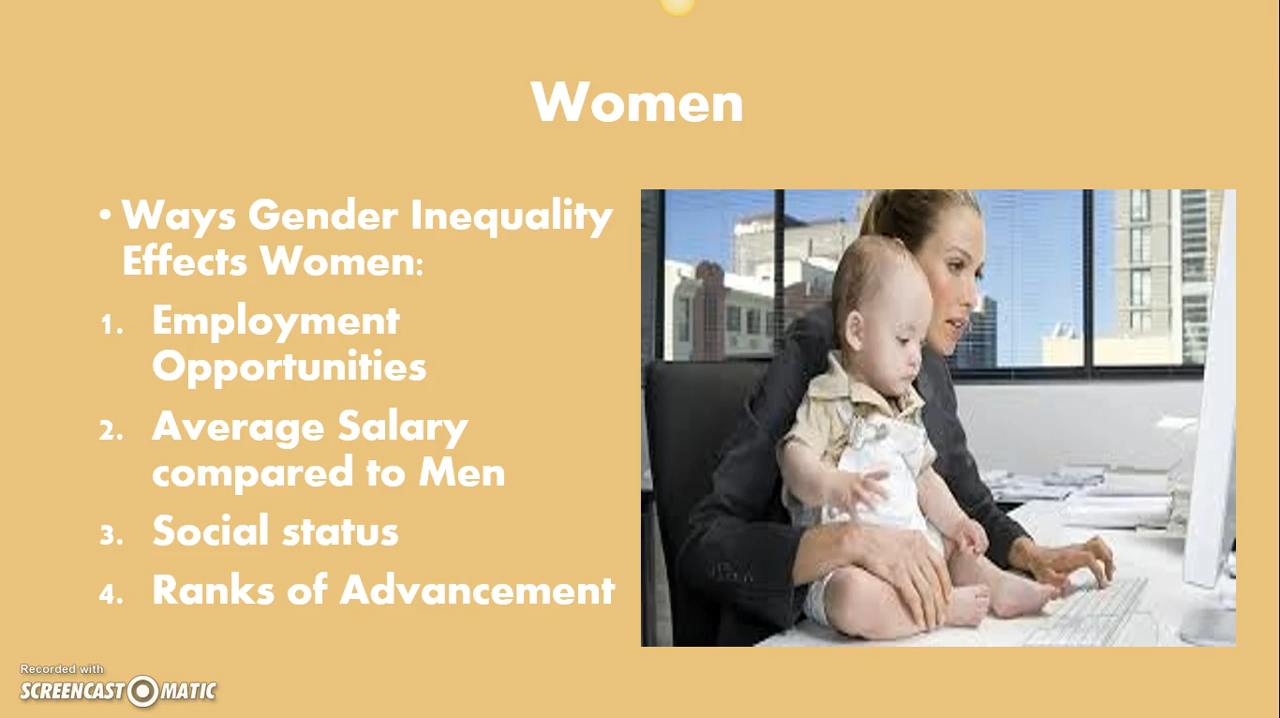 Women
• Ways Gender Inequality
Effects Women:
1. Employment
Opportunities
2. Average Salary
compared to Men
3. Social status
4. Ranks of Advancement
Recorded with
SCREENCAST MATIC